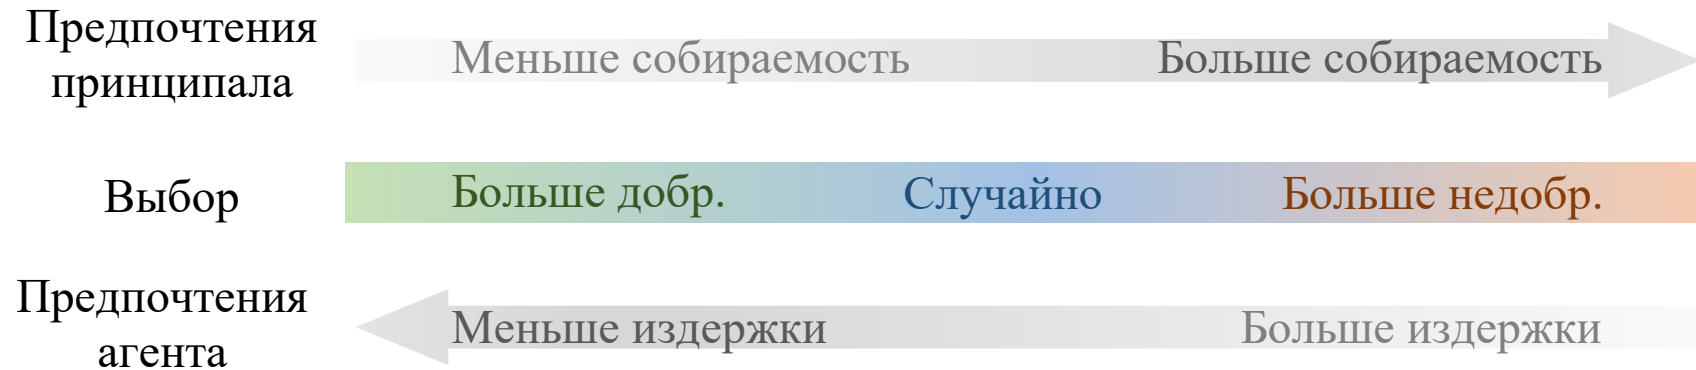 Предпочтения
принципала
Меньше собираемость
Больше собираемость
Выбор
Больше добр.
Случайно
Больше недобр.
Предпочтения
агента
Меньше издержки
Больше издержки